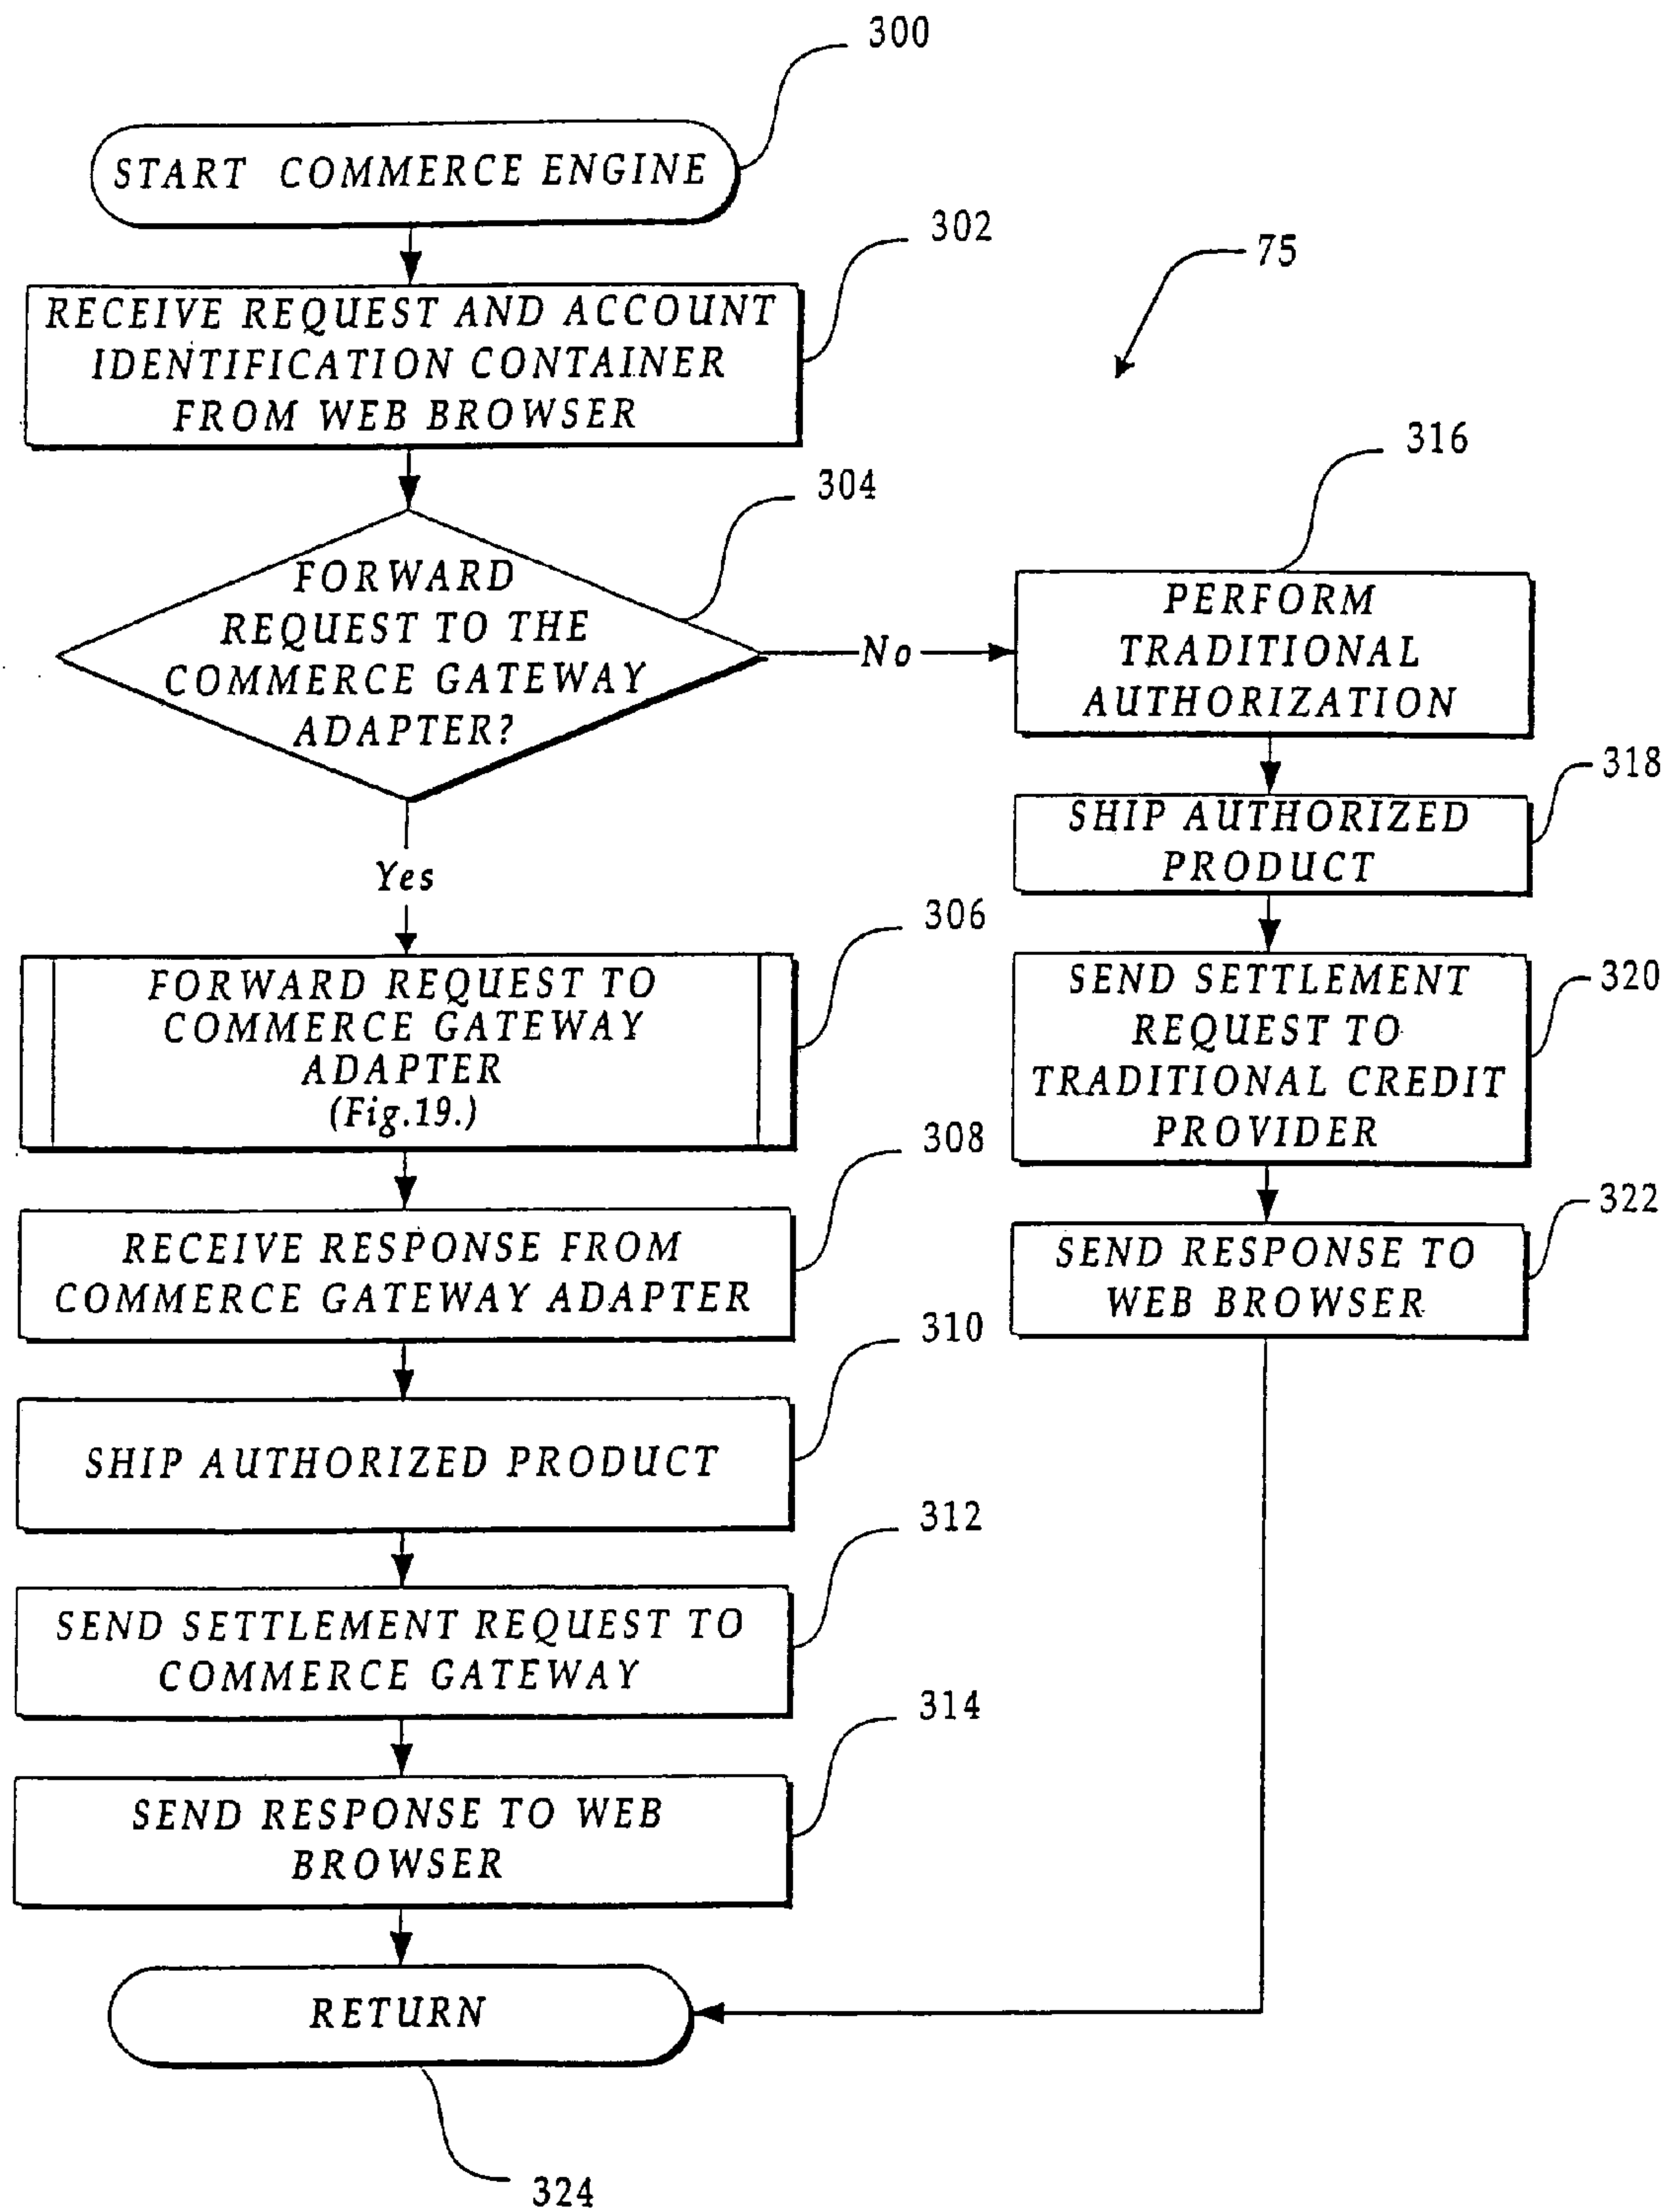 300
START COMMERCE ENGINE
302
RECEIVE REQUEST AND ACCOUNT
IDENTIFICATION CONTAINER
FROM WEB BROWSER
75
304
FORWARD
REQUEST TO THE
COMMERCE GATEWAY
ADAPTER?
No
Yes
316
PERFORM
TRADITIONAL
AUTHORIZATION
318
SHIP AUTHORIZED
PRODUCT
320
SEND SETTLEMENT
REQUEST TO
TRADITIONAL CREDIT
PROVIDER
322
SEND RESPONSE TO
WEB BROWSER
306
FORWARD REQUEST TO
COMMERCE GATEWAY
ADAPTER
(Fig.19.)
308
RECEIVE RESPONSE FROM
COMMERCE GATEWAY ADAPTER
310
SHIP AUTHORIZED PRODUCT
312
SEND SETTLEMENT REQUEST TO
COMMERCE GATEWAY
314
SEND RESPONSE TO WEB
BROWSER
RETURN
324